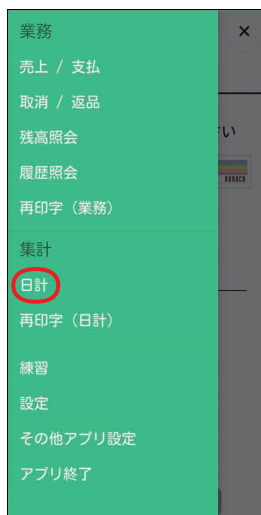 業務
×
売上 / 支払
取消 / 返品
い
残高照会
履歴照会
nanaco
再印字（業務）
集計
日計
再印字（日計）
練習
設定
その他アプリ設定
アプリ終了